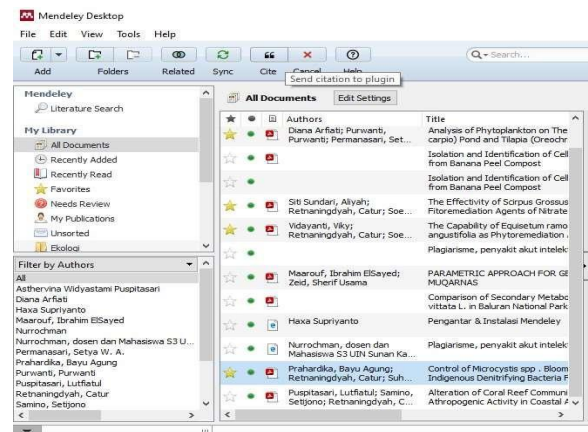 Mendeley Desktop
File Edit View Tools Help
Search...
Add Folders Related Sync Cite Cancel Help
Send citation to plugin
Mendeley
Literature Search
My Library
All Documents
Recently Added
Recently Read
Favorites
Needs Review
My Publications
Unsorted
Ekologi
Filter by Authors
All
Asthervina Widyastami Puspitasari
Diana Arfiati
Haxa Supriyanto
Maarouf, Ibrahim ElSayed
Nurrochman
Nurrochman, dosen dan Mahasiswa S3 U...
Permanasari, Setya W. A.
Prahardika, Bayu Agung
Purwanti, Purwanti
Puspitasari, Lutfiatul
Retnaningdyah, Catur
Samino, Setijono
All Documents Edit Settings
Authors Title
Diana Arfiati; Purwanti, Analysis of Phytoplankton on The
Purwanti; Permanasari, Set... carpio) Pond and Tilapia (Oreochr
Isolation and Identification of Cell
from Banana Peel Compost
Isolation and Identification of Cell
from Banana Peel Compost
Siti Sundari, Aliyah; The Effectivity of Scirpus Grossus
Retnaningdyah, Catur; Soe... Fitoremediation Agents of Nitrate
Vidayanti, Viky; The Capability of Equisetum ramo
Retnaningdyah, Catur; Soe... angustifolia as Phytoremediation
Plagiarisme, penyakit akut intelek
Maarouf, Ibrahim ElSayed; PARAMETRIC APPROACH FOR GE
Zeid, Sherif Usama MUQARNAS
Comparison of Secondary Metabo
vittata L. in Baluran National Park
Haxa Supriyanto Pengantar & Instalasi Mendeley
Nurrochman, dosen dan Plagiarisme, penyakit akut intelek
Mahasiswa S3 UIN Sunan Ka...
Prahardika, Bayu Agung; Control of Microcystis spp . Bloom
Retnaningdyah, Catur; Suh... Indigenous Denitrifying Bacteria F
Puspitasari, Lutfiatul; Samino, Alteration of Coral Reef Communi
Setijono; Retnaningdyah, C... Athropogenic Activity in Coastal A